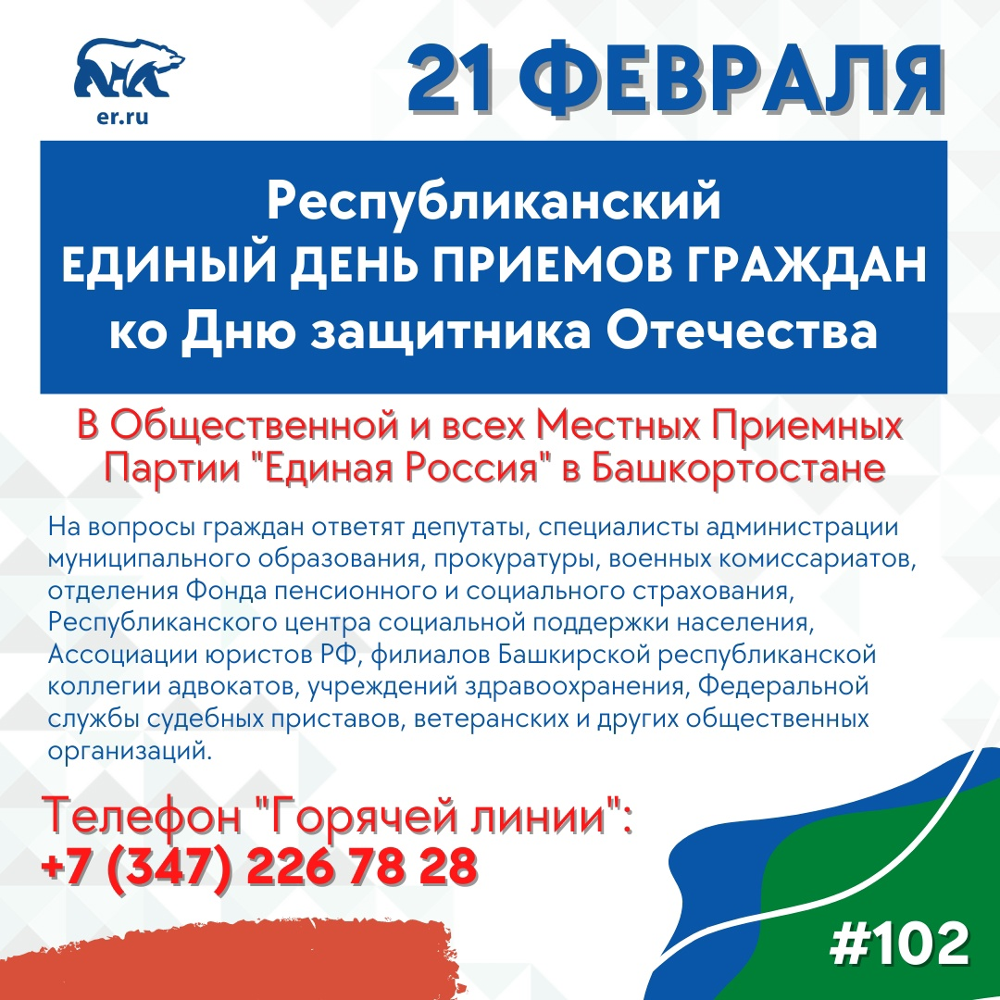 er.ru
21 ФЕВРАЛЯ
Республиканский
ЕДИНЫЙ ДЕНЬ ПРИЕМОВ ГРАЖДАН
ко Дню защитника Отечества
В Общественной и всех Местных Приемных
Партии "Единая Россия" в Башкортостане
На вопросы граждан ответят депутаты, специалисты администрации
муниципального образования, прокуратуры, военных комиссариатов,
отделения Фонда пенсионного и социального страхования,
Республиканского центра социальной поддержки населения,
Ассоциации юристов РФ, филиалов Башкирской республиканской
коллегии адвокатов, учреждений здравоохранения, Федеральной
службы судебных приставов, ветеранских и других общественных
организаций.
Телефон "Горячей линии":
+7 (347) 226 78 28
#102